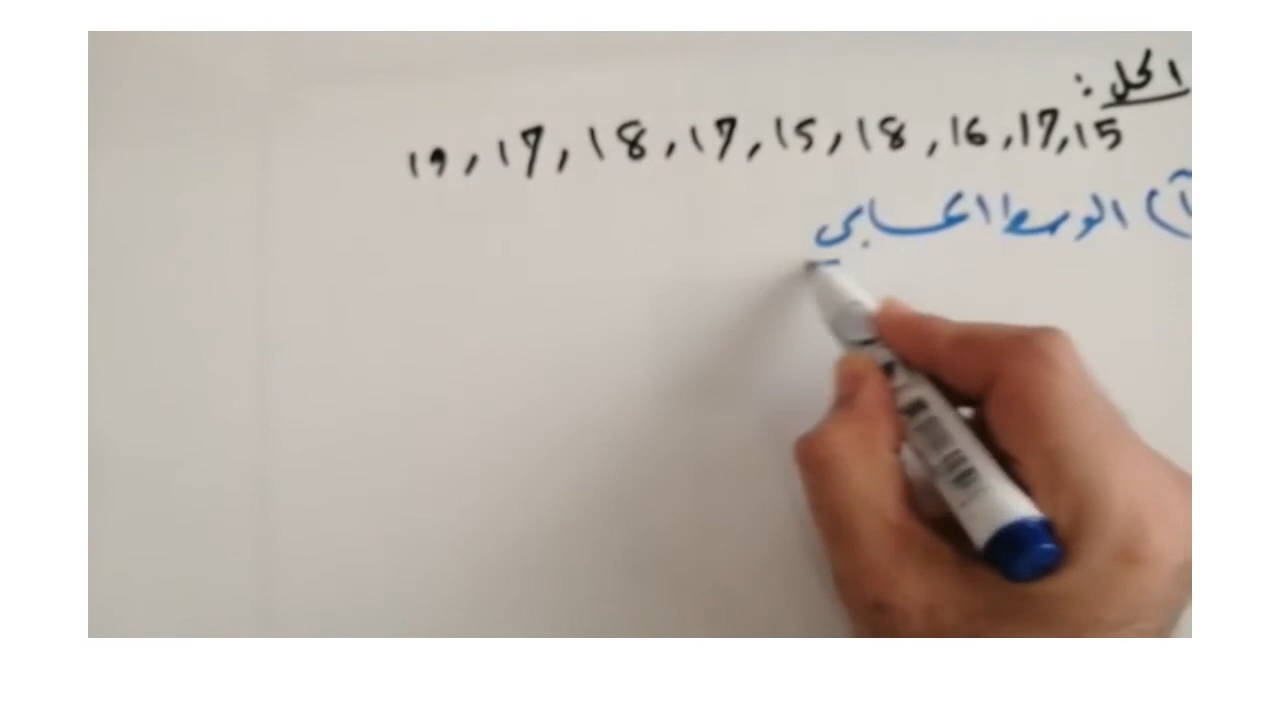 الحل :
19 , 17 , 18 , 17 , 15 , 18 , 16 , 17 , 15
أ) الوسط الحسابي